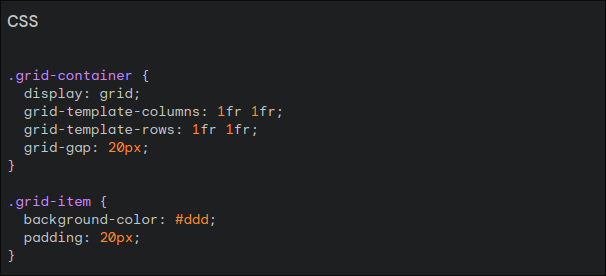 CSS
.grid-container {
  display: grid;
  grid-template-columns: 1fr 1fr;
  grid-template-rows: 1fr 1fr;
  grid-gap: 20px;
}
.grid-item {
  background-color: #ddd;
  padding: 20px;
}